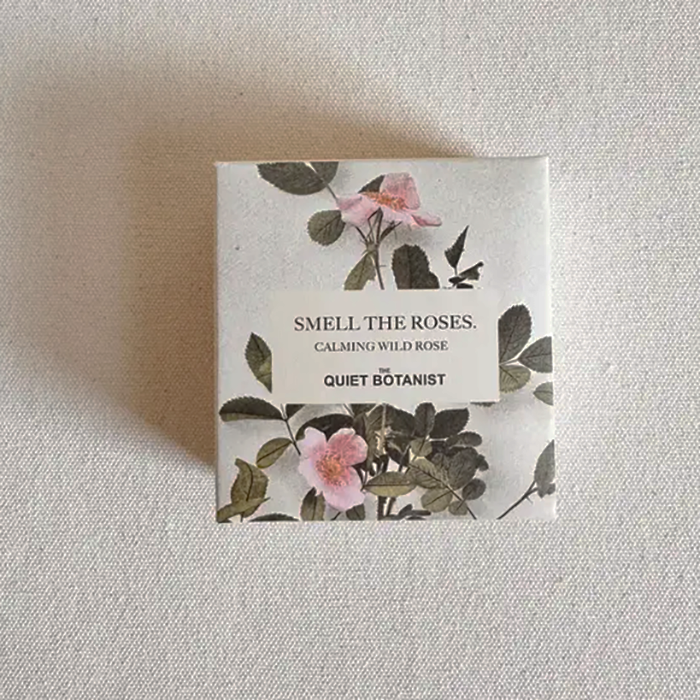 SMELL THE ROSES.
CALMING WILD ROSE
THE
QUIET BOTANIST